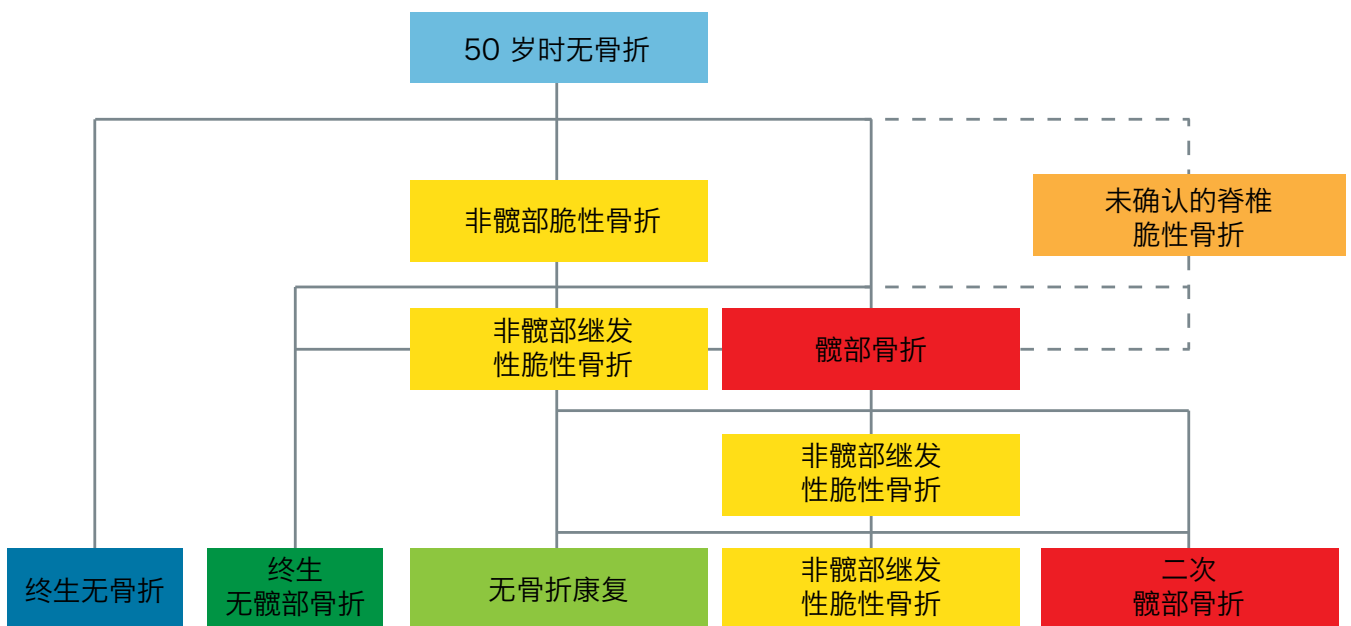 50 岁时无骨折
非髋部脆性骨折
未确认的脊椎
脆性骨折
非髋部继发
性脆性骨折
髋部骨折
非髋部继发
性脆性骨折
终生无骨折
终生
无髋部骨折
无骨折康复
非髋部继发
性脆性骨折
二次
髋部骨折